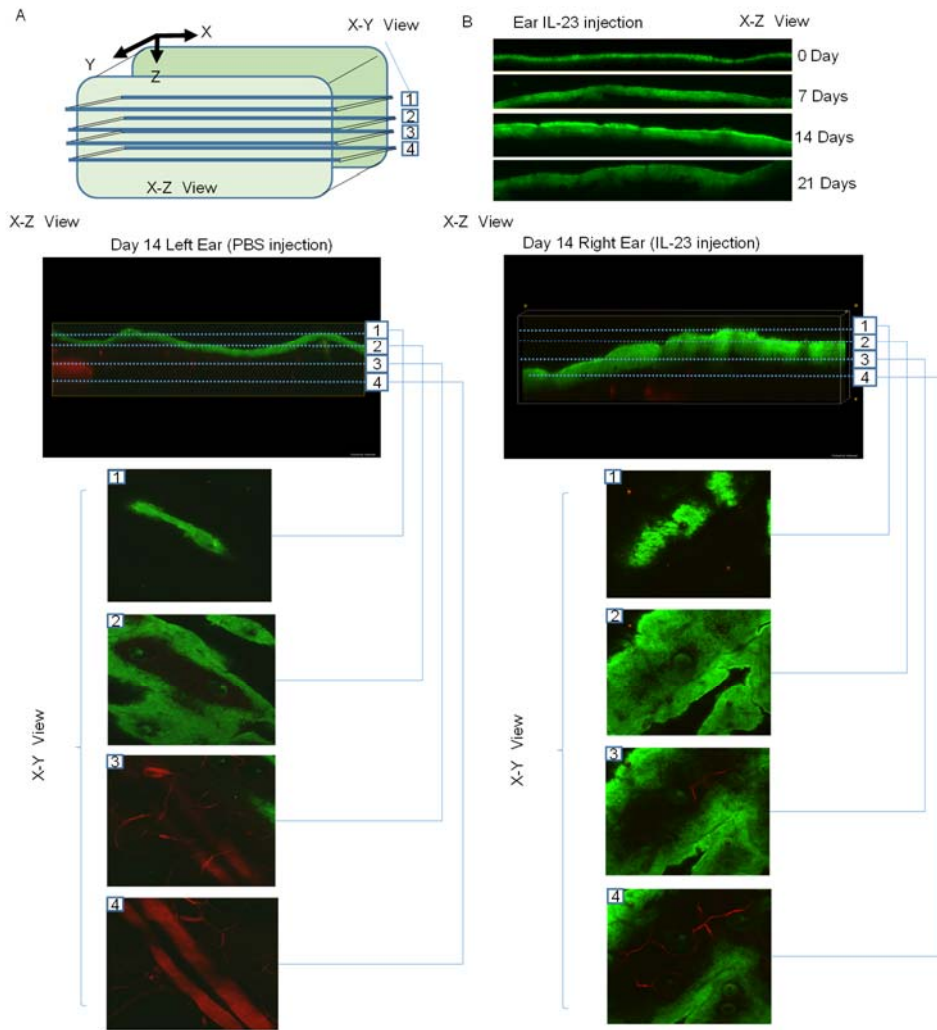 A
X-Y View
X
Y
Z
1
2
3
4
X-Z View
B
Ear IL-23 injection
X-Z View
0 Day
7 Days
14 Days
21 Days
X-Z View
Day 14 Left Ear (PBS injection)
1
2
3
4
X-Y View
1
2
3
4
X-Z View
Day 14 Right Ear (IL-23 injection)
1
2
3
4
X-Y View
1
2
3
4